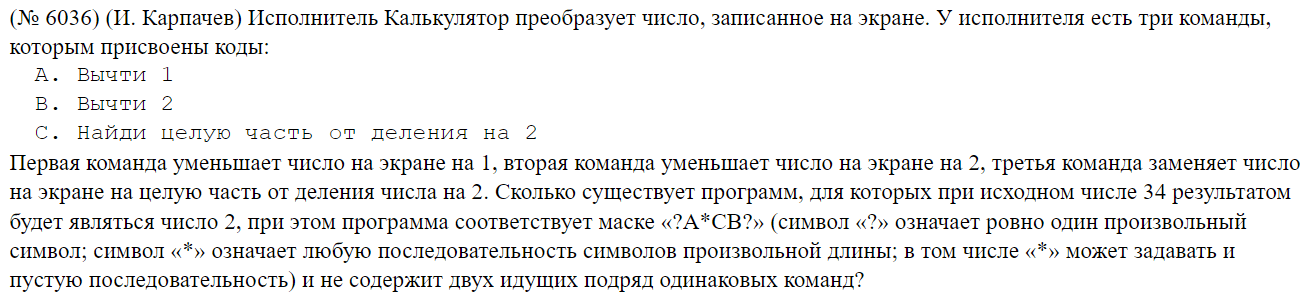 (№ 6036) (И. Карпачев) Исполнитель Калькулятор преобразует число, записанное на экране. У исполнителя есть три команды,
которым присвоены коды:
A. Вычти 1
B. Вычти 2
C. Найди целую часть от деления на 2
Первая команда уменьшает число на экране на 1, вторая команда уменьшает число на экране на 2, третья команда заменяет число
на экране на целую часть от деления числа на 2. Сколько существует программ, для которых при исходном числе 34 результатом
будет являться число 2, при этом программа соответствует маске «?A*CB?» (символ «?» означает ровно один произвольный
символ; символ «*» означает любую последовательность символов произвольной длины; в том числе «*» может задавать и
пустую последовательность) и не содержит двух идущих подряд одинаковых команд?